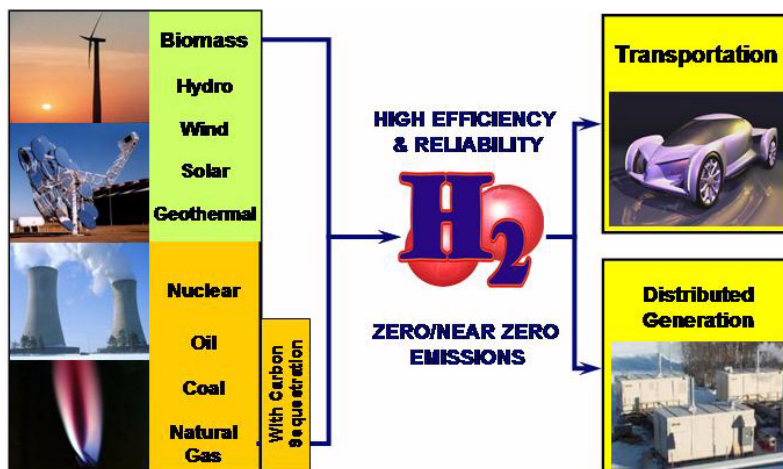 Biomass
Hydro
Wind
Solar
Geothermal
Nuclear
Oil
Coal
Natural
Gas
With Carbon
Sequestration
HIGH EFFICIENCY
& RELIABILITY
H2
ZERO/NEAR ZERO
EMISSIONS
Transportation
Distributed
Generation